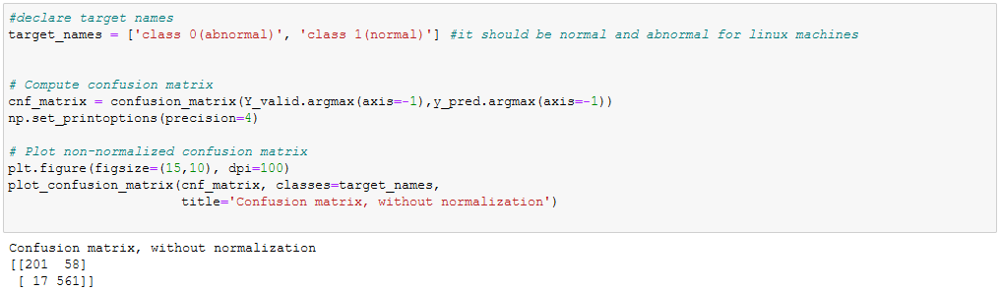 #declare target names
target_names = ['class 0(abnormal)', 'class 1(normal)'] #it should be normal and abnormal for linux machines
# Compute confusion matrix
cnf_matrix = confusion_matrix(Y_valid.argmax(axis=-1),y_pred.argmax(axis=-1))
np.set_printoptions(precision=4)
# Plot non-normalized confusion matrix
plt.figure(figsize=(15,10), dpi=100)
plot_confusion_matrix(cnf_matrix, classes=target_names,
title='Confusion matrix, without normalization')
Confusion matrix, without normalization
[[201  58]
[ 17 561]]